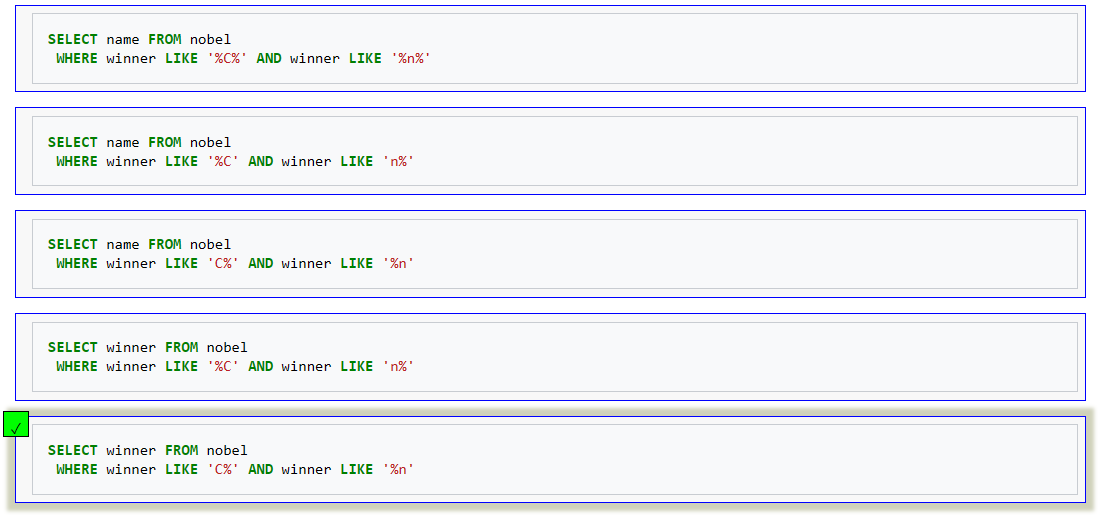 SELECT name FROM nobel
WHERE winner LIKE '%C%' AND winner LIKE '%n%'
SELECT name FROM nobel
WHERE winner LIKE '%C' AND winner LIKE 'n%'
SELECT name FROM nobel
WHERE winner LIKE 'C%' AND winner LIKE '%n'
SELECT winner FROM nobel
WHERE winner LIKE '%C' AND winner LIKE 'n%'
✓
SELECT winner FROM nobel
WHERE winner LIKE 'C%' AND winner LIKE '%n'